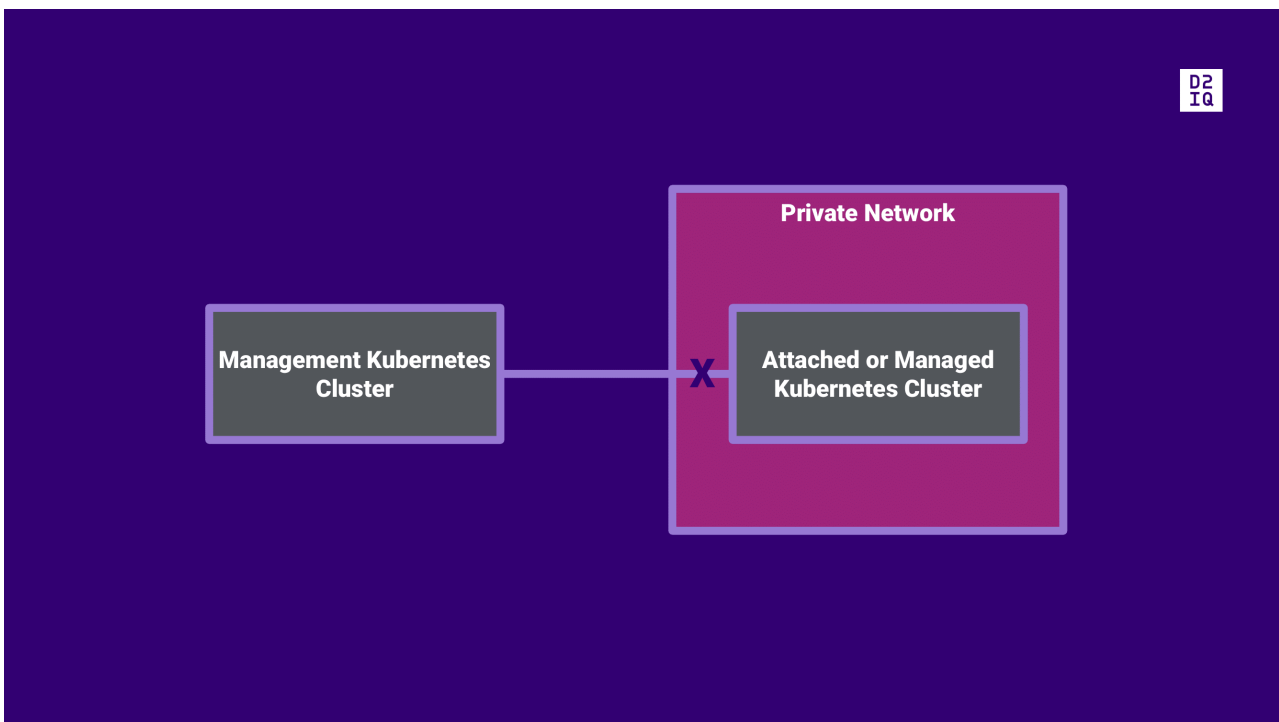 D2
IQ
Private Network
Management Kubernetes
Cluster
X
Attached or Managed
Kubernetes Cluster